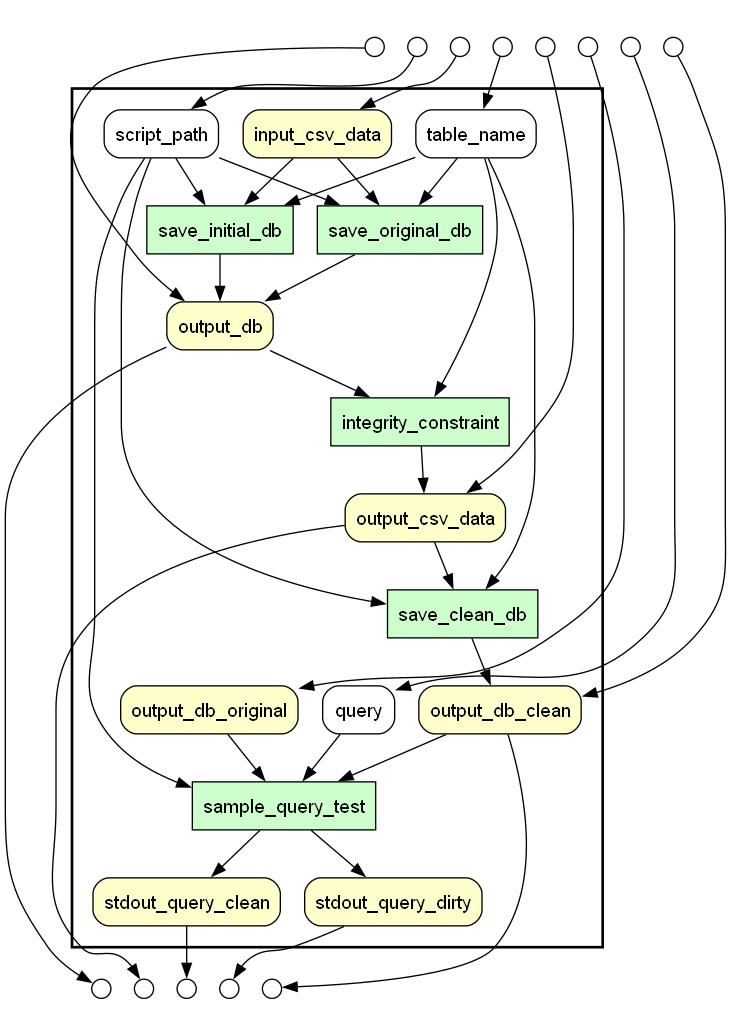 script_path
input_csv_data
table_name
save_initial_db
save_original_db
output_db
integrity_constraint
output_csv_data
save_clean_db
output_db_original
query
output_db_clean
sample_query_test
stdout_query_clean
stdout_query_dirty